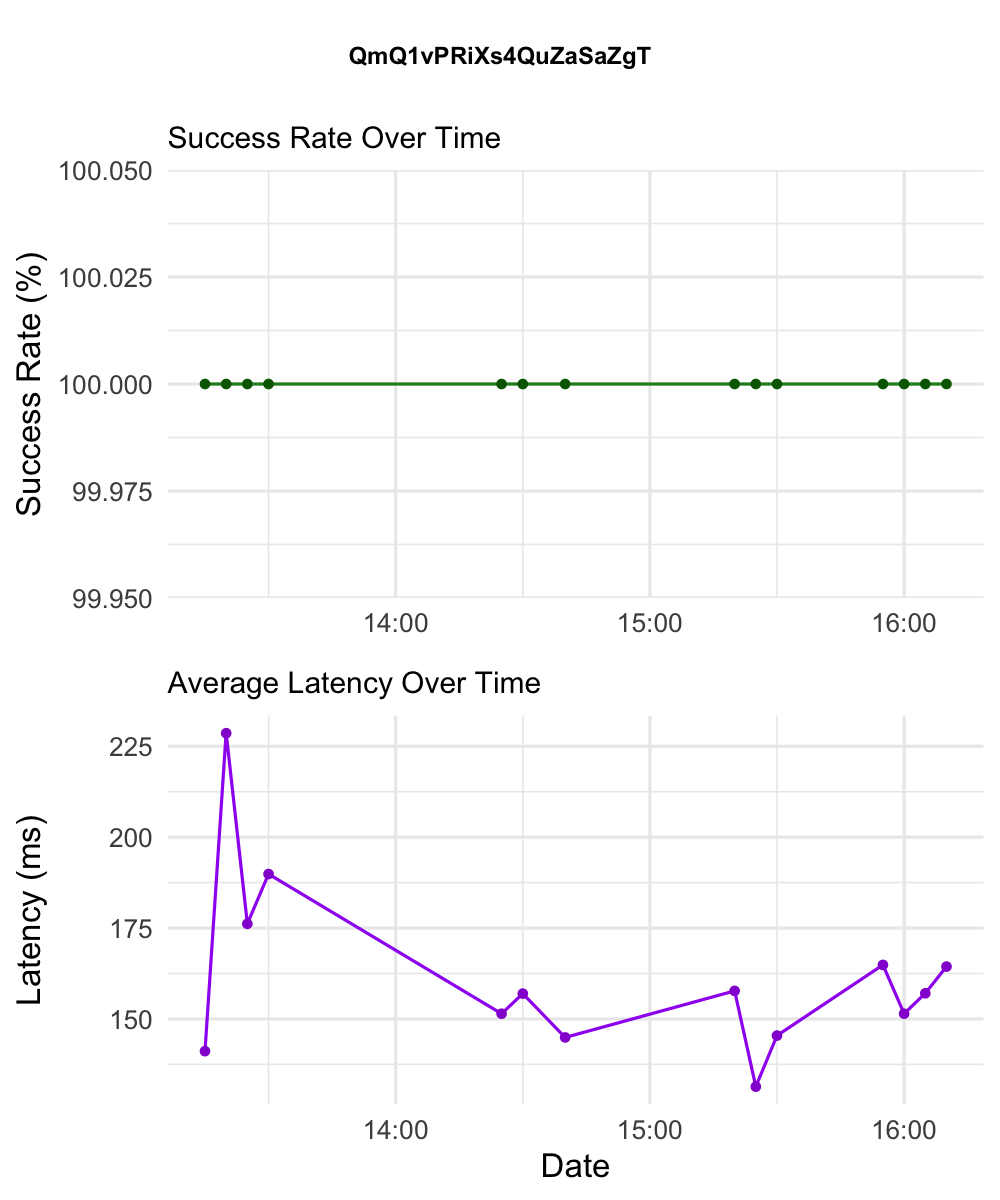 QmQ1vPRiXs4QuZaSaZgT
Success Rate Over Time
Success Rate (%)
100.050
100.025
100.000
99.975
99.950
14:00 15:00 16:00
Average Latency Over Time
Latency (ms)
225
200
175
150
14:00 15:00 16:00
Date